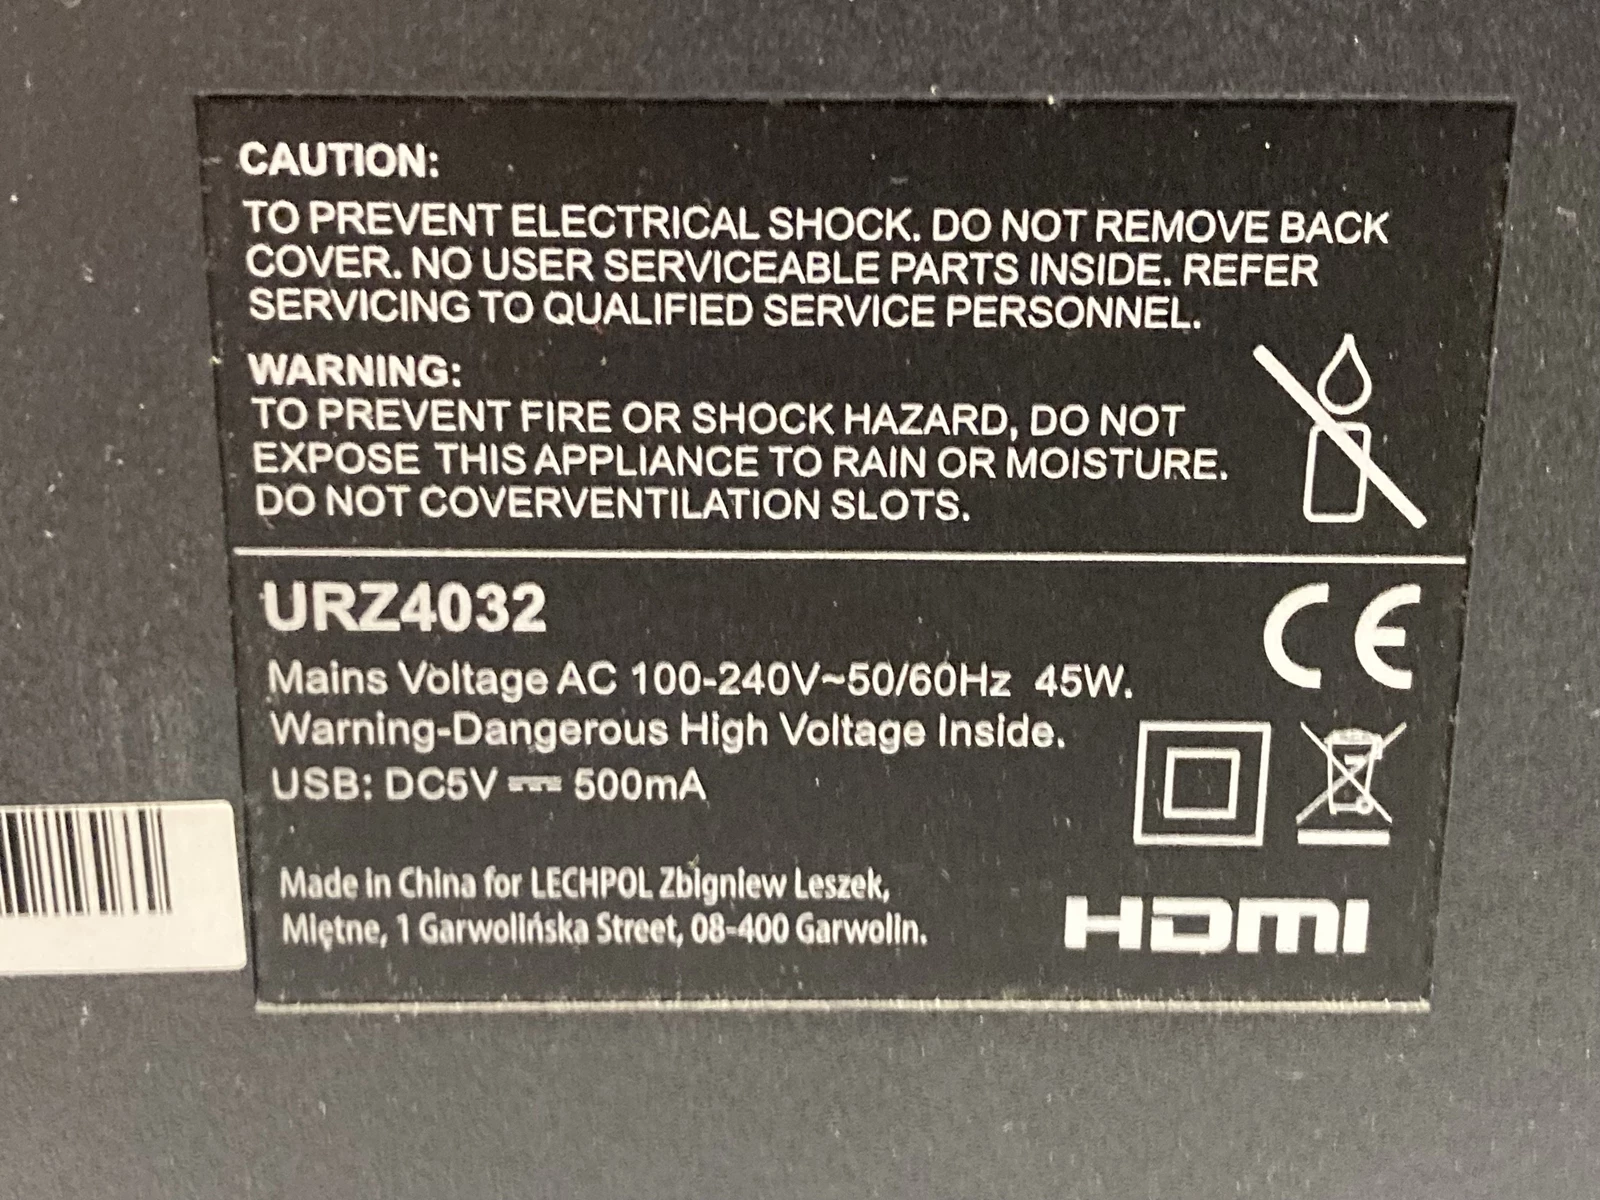 CAUTION:
TO PREVENT ELECTRICAL SHOCK. DO NOT REMOVE BACK
COVER. NO USER SERVICEABLE PARTS INSIDE. REFER
SERVICING TO QUALIFIED SERVICE PERSONNEL.
WARNING:
TO PREVENT FIRE OR SHOCK HAZARD, DO NOT
EXPOSE THIS APPLIANCE TO RAIN OR MOISTURE.
DO NOT COVERVENTILATION SLOTS.
URZ4032
CE
Mains Voltage AC 100-240V~50/60Hz 45W.
Warning-Dangerous High Voltage Inside.
USB: DC5V ⎓ 500mA
Made in China for LECHPOL Zbigniew Leszek,
Miętne, 1 Garwolińska Street, 08-400 Garwolin.
HDMI